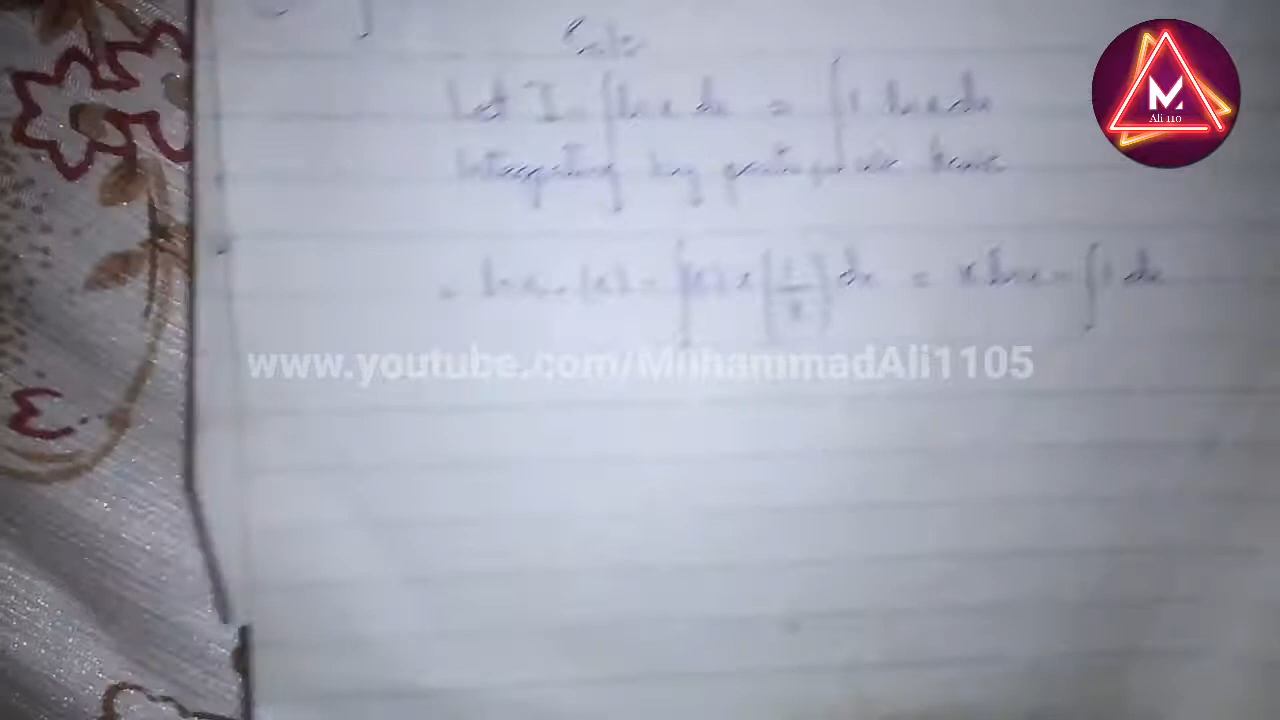 Sol:
M
Ali 110
Let I = ∫ ln x dx = ∫ 1. ln x dx
Integrating by parts, we have
= ln x . (x) - ∫ (x) x (1/x) dx = x ln x - ∫ 1 dx
www.youtube.com/MuhammadAli1105